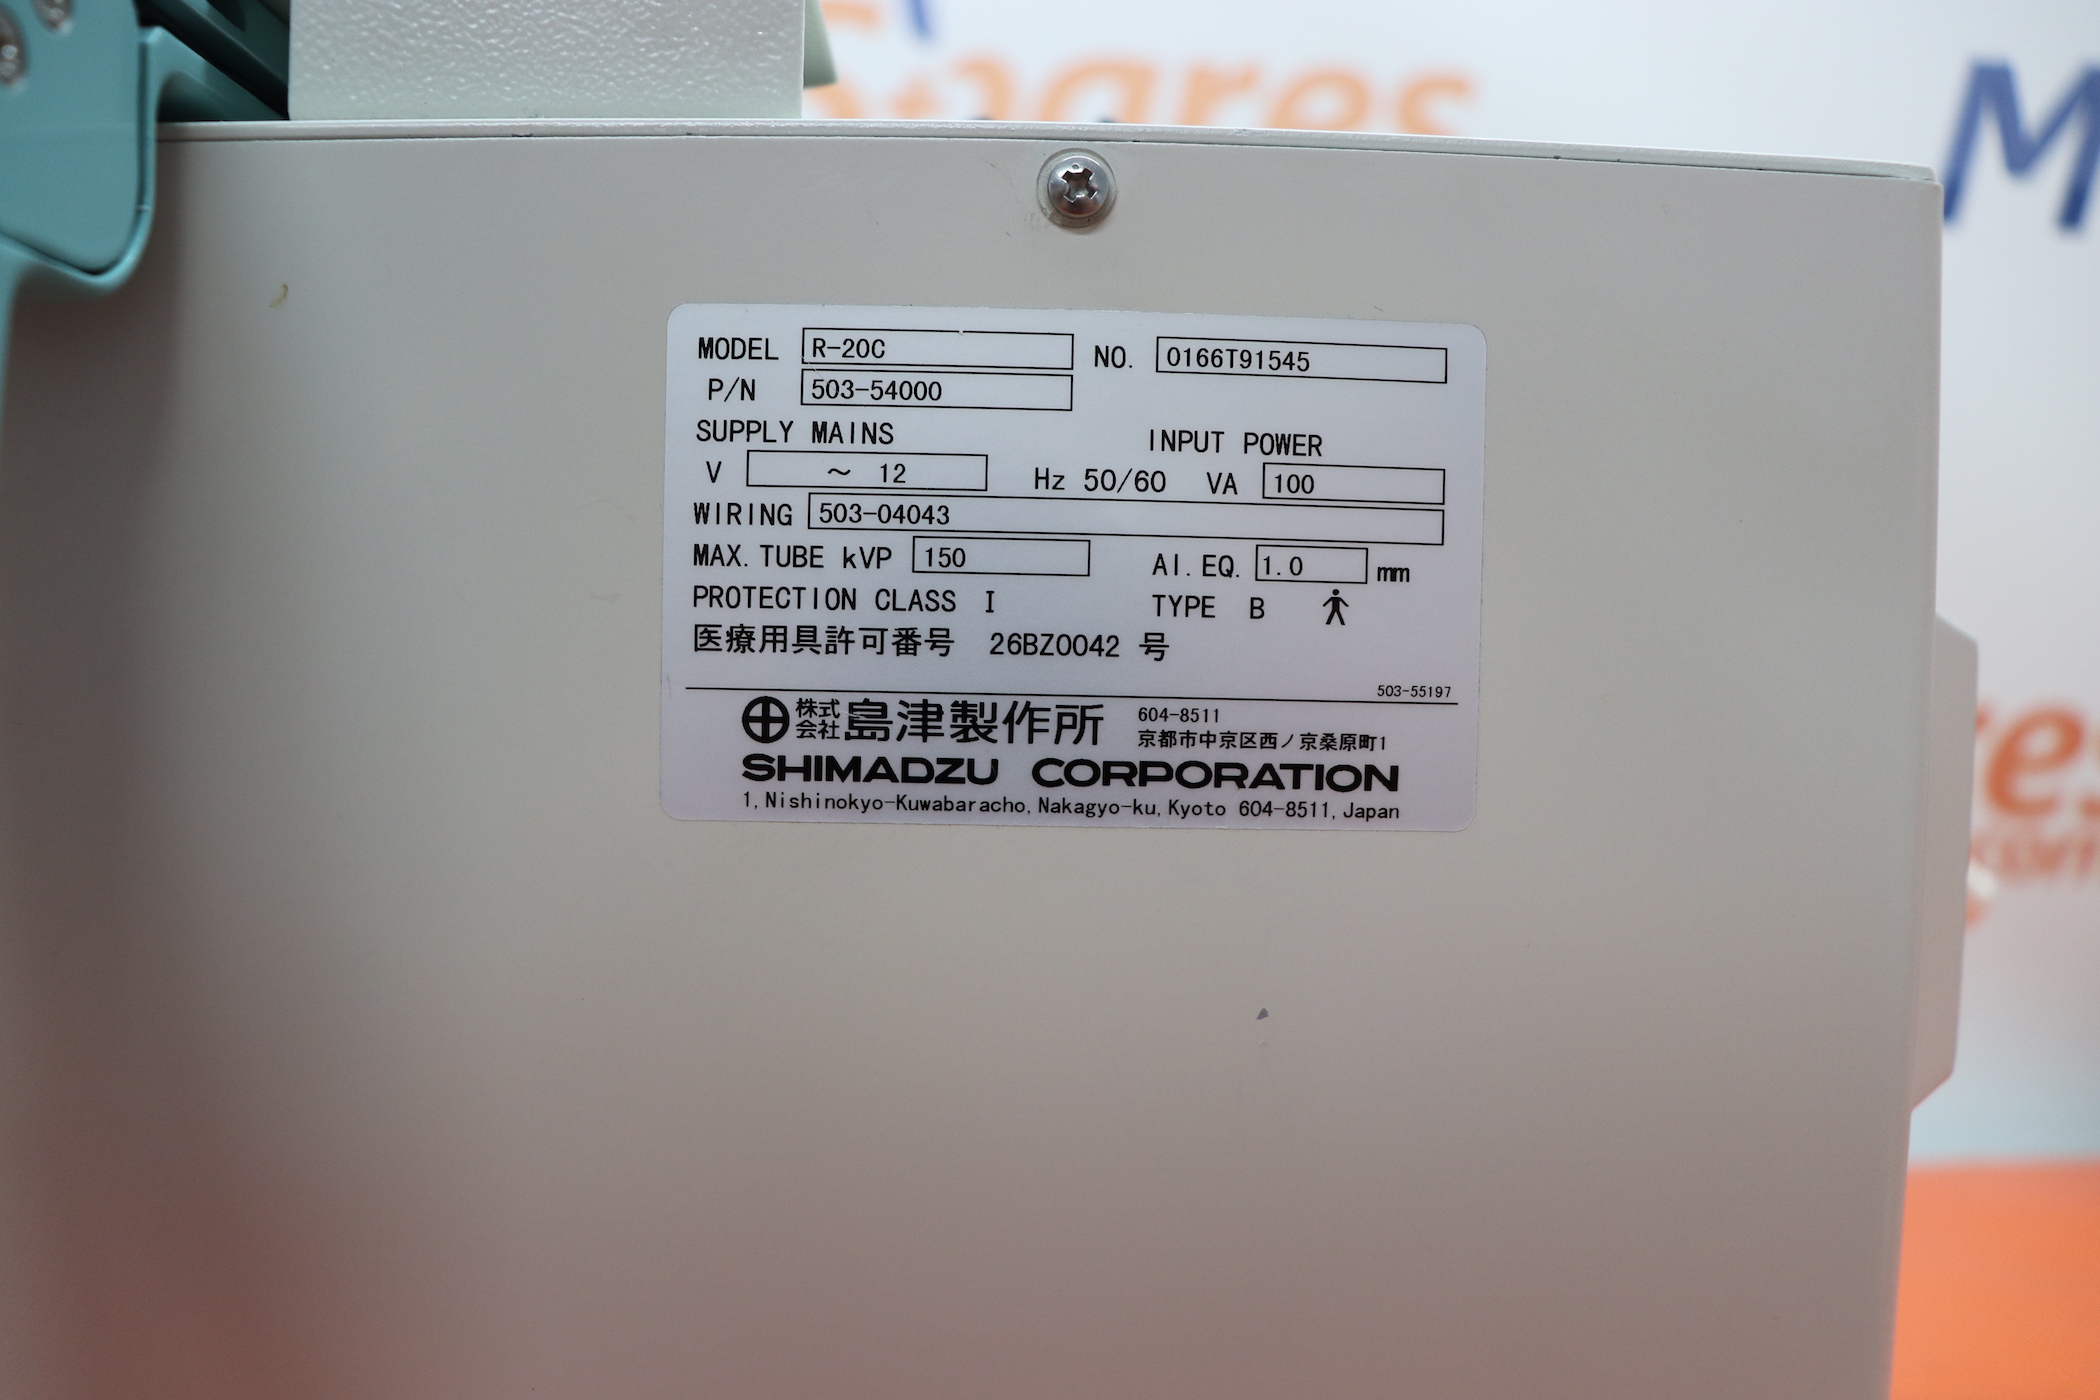 Spares
M
MODEL R-20C NO. 0166T91545
P/N 503-54000
SUPPLY MAINS INPUT POWER
V ～ 12 Hz 50/60 VA 100
WIRING 503-04043
MAX. TUBE kVP 150 Al. EQ. 1.0 mm
PROTECTION CLASS I TYPE B
医療用具許可番号 26BZ0042 号
503-55197
株式会社 島津製作所 604-8511
京都市中京区西ノ京桑原町1
SHIMADZU CORPORATION
1, Nishinokyo-Kuwabaracho, Nakagyo-ku, Kyoto 604-8511, Japan